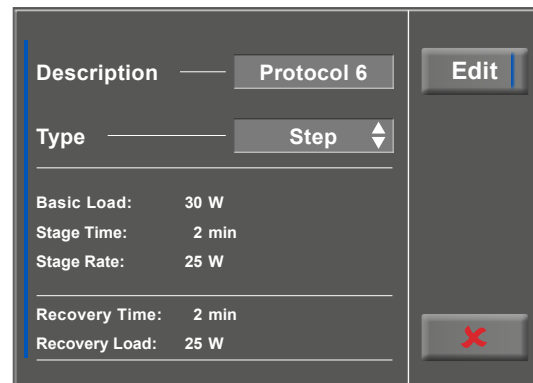 Description Protocol 6
Edit
Type Step
Basic Load: 30 W
Stage Time: 2 min
Stage Rate: 25 W
Recovery Time: 2 min
Recovery Load: 25 W